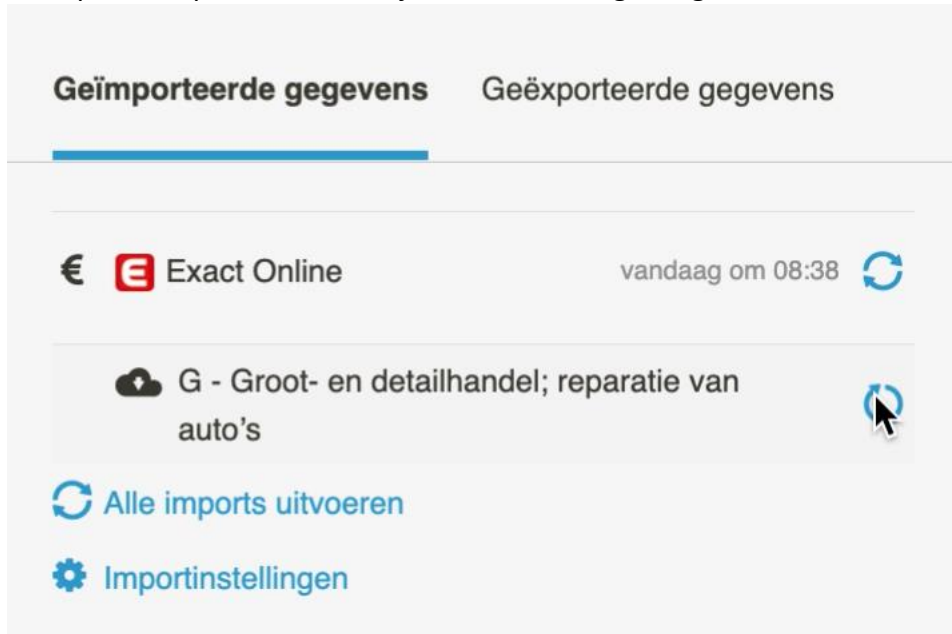 Geïmporteerde gegevens Geëxporteerde gegevens
€ E Exact Online vandaag om 08:38
G - Groot- en detailhandel; reparatie van
auto's
Alle imports uitvoeren
Importinstellingen